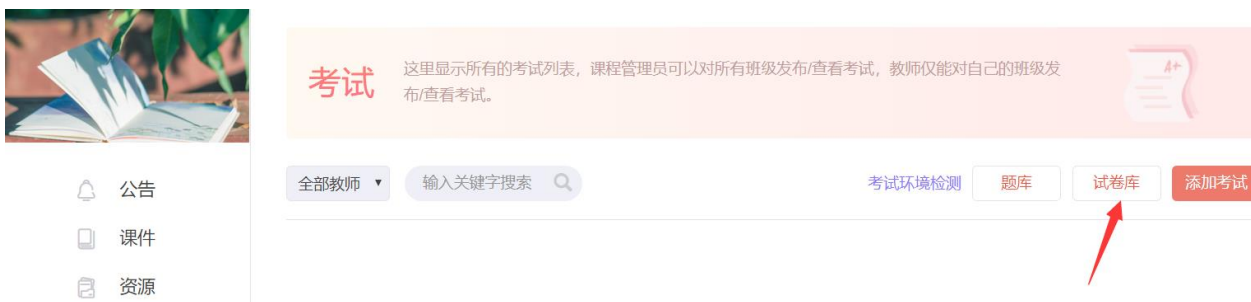 考试
这里显示所有的考试列表，课程管理员可以对所有班级发布/查看考试，教师仅能对自己的班级发
布/查看考试。
A+
全部教师 输入关键字搜索 考试环境检测 题库 试卷库 添加考试
公告
课件
资源